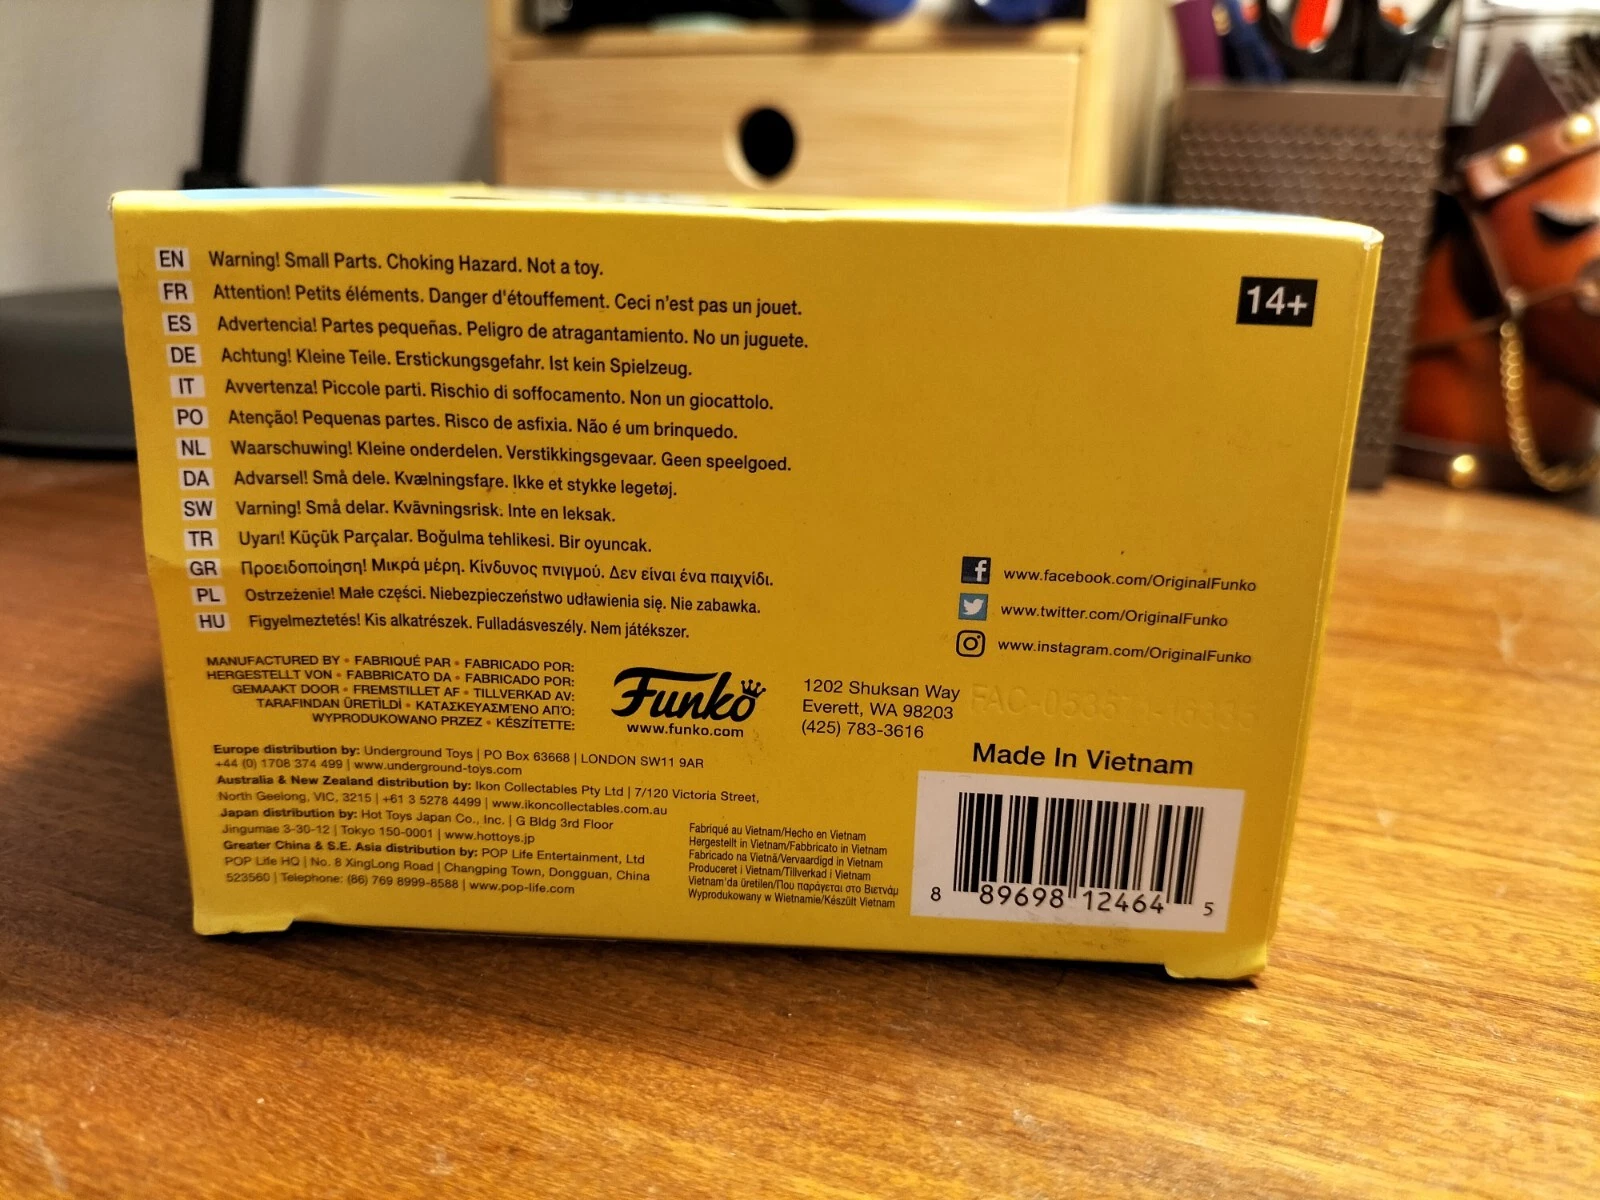 EN Warning! Small Parts. Choking Hazard. Not a toy.
FR Attention! Petits éléments. Danger d'étouffement. Ceci n'est pas un jouet.
ES Advertencia! Partes pequeñas. Peligro de atragantamiento. No un juguete.
DE Achtung! Kleine Teile. Erstickungsgefahr. Ist kein Spielzeug.
IT Avvertenza! Piccole parti. Rischio di soffocamento. Non un giocattolo.
PO Atenção! Pequenas partes. Risco de asfixia. Não é um brinquedo.
NL Waarschuwing! Kleine onderdelen. Verstikkingsgevaar. Geen speelgoed.
DA Advarsel! Små dele. Kvælningsfare. Ikke et stykke legetøj.
SW Varning! Små delar. Kvävningsrisk. Inte en leksak.
TR Uyarı! Küçük Parçalar. Boğulma tehlikesi. Bir oyuncak.
GR Προειδοποίηση! Μικρά μέρη. Κίνδυνος πνιγμού. Δεν είναι ένα παιχνίδι.
PL Ostrzeżenie! Małe części. Niebezpieczeństwo udławienia się. Nie zabawka.
HU Figyelmeztetés! Kis alkatrészek. Fulladásveszély. Nem játékszer.
14+
www.facebook.com/OriginalFunko
www.twitter.com/OriginalFunko
www.instagram.com/OriginalFunko
MANUFACTURED BY • FABRIQUÉ PAR • FABRICADO POR:
HERGESTELLT VON • FABBRICATO DA • FABRICADO POR:
GEMAAKT DOOR • FREMSTILLET AF • TILLVERKAD AV:
TARAFINDAN ÜRETİLDİ • ΚΑΤΑΣΚΕΥΑΣΜΈΝΟ ΑΠΌ:
WYPRODUKOWANO PRZEZ • KÉSZÍTETTE:
Funko
www.funko.com
1202 Shuksan Way
Everett, WA 98203
(425) 783-3616
FAC-0535
Made In Vietnam
Europe distribution by: Underground Toys | PO Box 63668 | LONDON SW11 9AR
+44 (0) 1708 374 499 | www.underground-toys.com
Australia & New Zealand distribution by: Ikon Collectables Pty Ltd | 7/120 Victoria Street,
North Geelong, VIC, 3215 | +61 3 5278 4499 | www.ikoncollectables.com.au
Japan distribution by: Hot Toys Japan Co., Inc. | G Bldg 3rd Floor
Jingumae 3-30-12 | Tokyo 150-0001 | www.hottoys.jp
Greater China & S.E. Asia distribution by: POP Life Entertainment, Ltd
POP Life HQ | No. 8 XingLong Road | Changping Town, Dongguan, China
523560 | Telephone: (86) 769 8999-8588 | www.pop-life.com
Fabriqué au Vietnam/Hecho en Vietnam
Hergestellt in Vietnam/Fabbricato in Vietnam
Fabricado na Vietnã/Vervaardigd in Vietnam
Produceret i Vietnam/Tillverkad i Vietnam
Vietnam'da üretilen/Που παράγεται στο Βιετνάμ
Wyprodukowany w Wietnamie/Készült Vietnamen
8 89698 12464 5